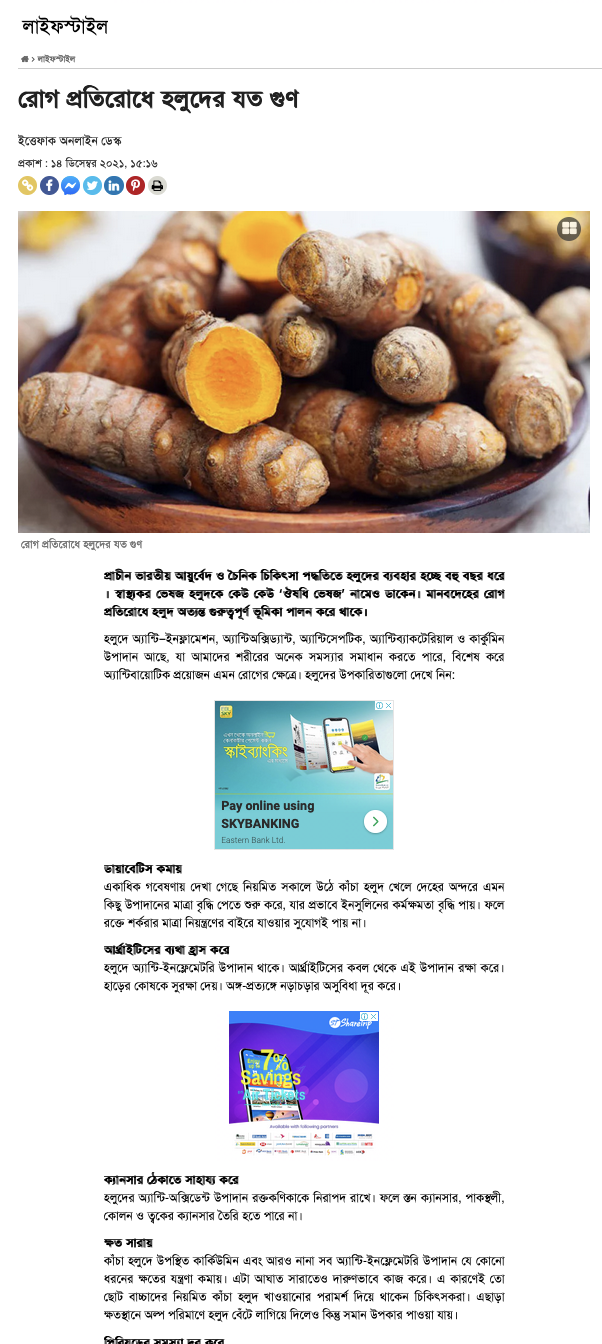 লাইফস্টাইল
› লাইফস্টাইল
রোগ প্রতিরোধে হলুদের যত গুণ
ইত্তেফাক অনলাইন ডেস্ক
প্রকাশ : ১৪ ডিসেম্বর ২০২১, ১৫:১৬
রোগ প্রতিরোধে হলুদের যত গুণ
প্রাচীন ভারতীয় আয়ুর্বেদ ও চৈনিক চিকিৎসা পদ্ধতিতে হলুদের ব্যবহার হচ্ছে বহু বছর ধরে
। স্বাস্থ্যকর ভেষজ হলুদকে কেউ কেউ ‘ঔষধি ভেষজ’ নামেও ডাকেন। মানবদেহের রোগ
প্রতিরোধে হলুদ অত্যন্ত গুরুত্বপূর্ণ ভূমিকা পালন করে থাকে।
হলুদে অ্যান্টি–ইনফ্লামেশন, অ্যান্টিঅক্সিড্যান্ট, অ্যান্টিসেপটিক, অ্যান্টিব্যাকটেরিয়াল ও কার্কুমিন
উপাদান আছে, যা আমাদের শরীরের অনেক সমস্যার সমাধান করতে পারে, বিশেষ করে
অ্যান্টিবায়োটিক প্রয়োজন এমন রোগের ক্ষেত্রে। হলুদের উপকারিতাগুলো দেখে নিন:
SKY
স্কাইব্যাংকিং
Pay online using
SKYBANKING
Eastern Bank Ltd.
ডায়াবেটিস কমায়
একাধিক গবেষণায় দেখা গেছে নিয়মিত সকালে উঠে কাঁচা হলুদ খেলে দেহের অন্দরে এমন
কিছু উপাদানের মাত্রা বৃদ্ধি পেতে শুরু করে, যার প্রভাবে ইনসুলিনের কর্মক্ষমতা বৃদ্ধি পায়। ফলে
রক্তে শর্করার মাত্রা নিয়ন্ত্রণের বাইরে যাওয়ার সুযোগই পায় না।
আর্থ্রাইটিসের ব্যথা হ্রাস করে
হলুদে অ্যান্টি-ইনফ্লেমেটরি উপাদান থাকে। আর্থ্রাইটিসের কবল থেকে এই উপাদান রক্ষা করে।
হাড়ের কোষকে সুরক্ষা দেয়। অঙ্গ-প্রত্যঙ্গে নড়াচড়ার অসুবিধা দূর করে।
ST Sharetrip
7%
Savings
Air Tickets
Available with following partners
ক্যানসার ঠেকাতে সাহায্য করে
হলুদের অ্যান্টি-অক্সিডেন্ট উপাদান রক্তকণিকাকে নিরাপদ রাখে। ফলে স্তন ক্যানসার, পাকস্থলী,
কোলন ও ত্বকের ক্যানসার তৈরি হতে পারে না।
ক্ষত সারায়
কাঁচা হলুদে উপস্থিত কার্কিউমিন এবং আরও নানা সব অ্যান্টি-ইনফ্লেমেটরি উপাদান যে কোনো
ধরনের ক্ষতের যন্ত্রণা কমায়। এটা আঘাত সারাতেও দারুণভাবে কাজ করে। এ কারণেই তো
ছোট বাচ্চাদের নিয়মিত কাঁচা হলুদ খাওয়ানোর পরামর্শ দিয়ে থাকেন চিকিৎসকরা। এছাড়া
ক্ষতস্থানে অল্প পরিমাণে হলুদ বেঁটে লাগিয়ে দিলেও কিন্তু সমান উপকার পাওয়া যায়।
পিরিয়ডের সমস্যা দূর করে